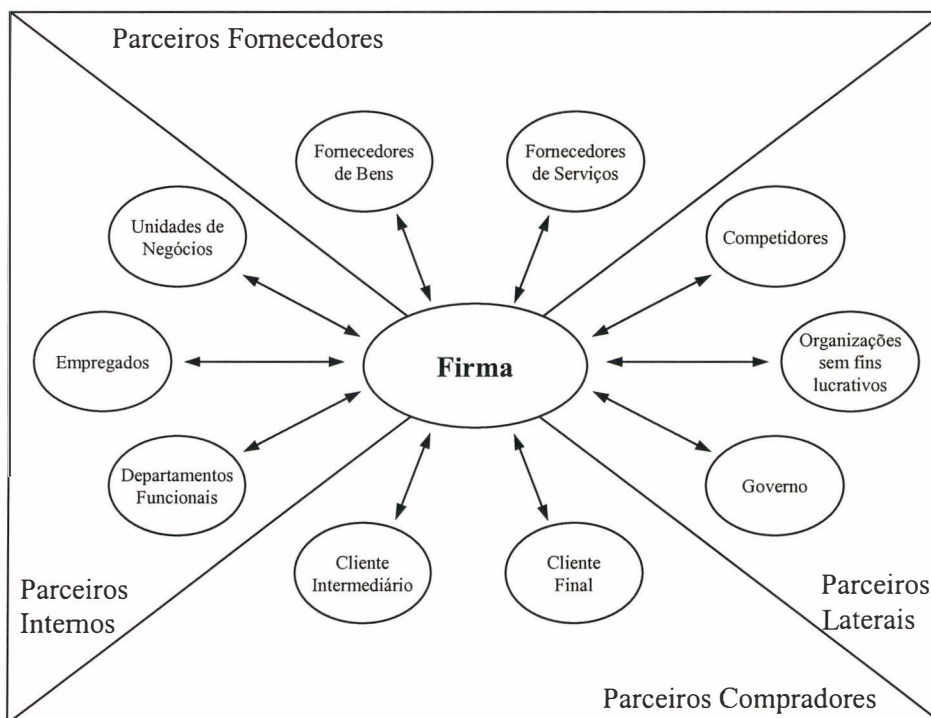 Parceiros Fornecedores
Fornecedores
de Bens
Fornecedores
de Serviços
Unidades de
Negócios
Competidores
Empregados
Firma
Organizações
sem fins
lucrativos
Departamentos
Funcionais
Governo
Cliente
Intermediário
Cliente
Final
Parceiros
Internos
Parceiros
Laterais
Parceiros Compradores